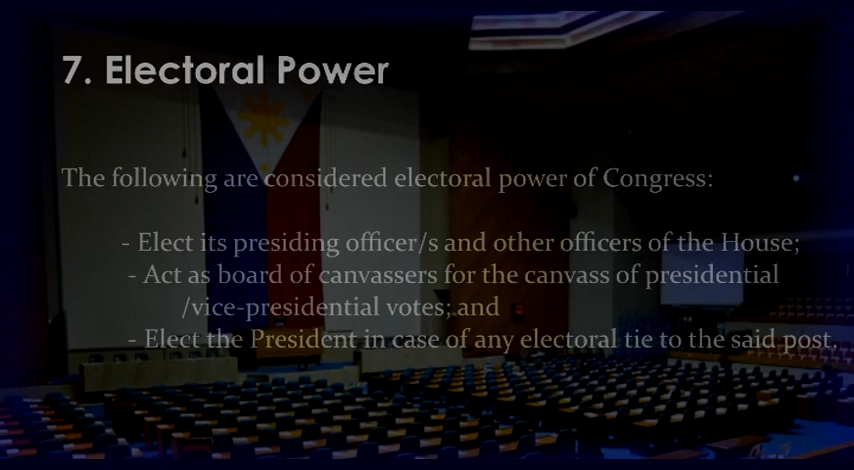 7. Electoral Power
The following are considered electoral power of Congress:
- Elect its presiding officer/s and other officers of the House;
- Act as board of canvassers for the canvass of presidential
/vice-presidential votes; and
- Elect the President in case of any electoral tie to the said post.